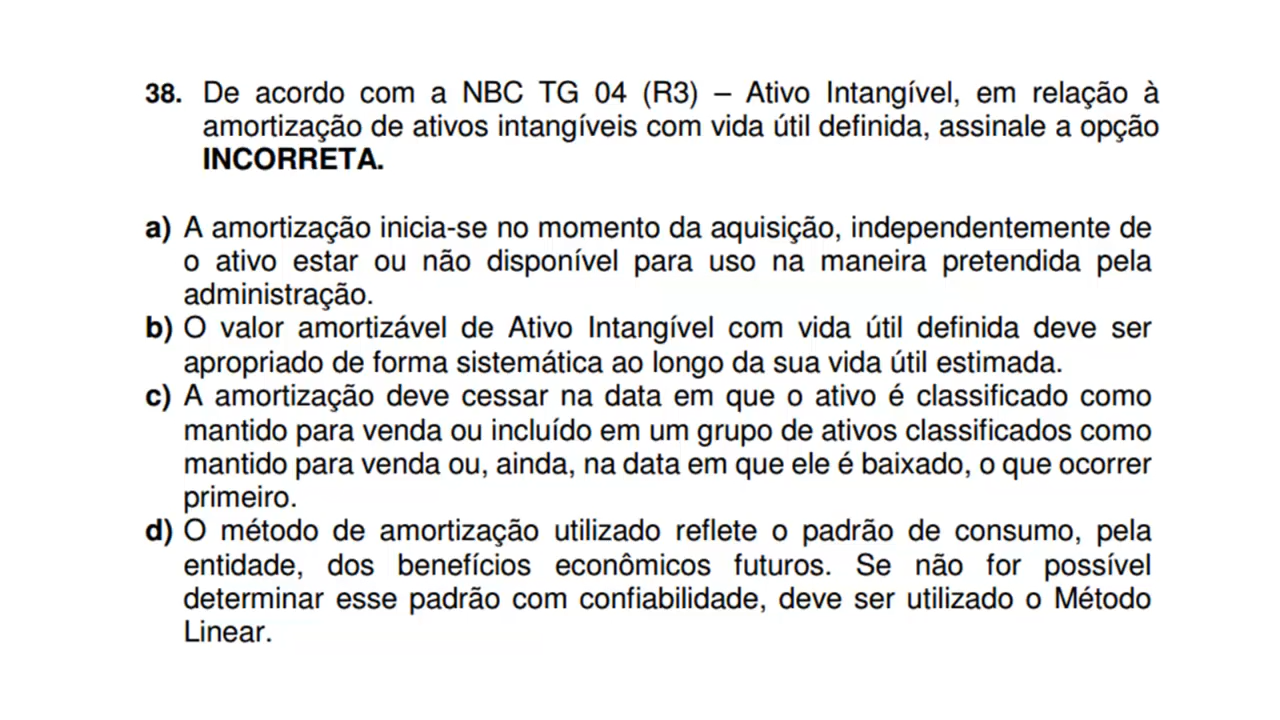 38. De acordo com a NBC TG 04 (R3) – Ativo Intangível, em relação à
amortização de ativos intangíveis com vida útil definida, assinale a opção
INCORRETA.
a) A amortização inicia-se no momento da aquisição, independentemente de
o ativo estar ou não disponível para uso na maneira pretendida pela
administração.
b) O valor amortizável de Ativo Intangível com vida útil definida deve ser
apropriado de forma sistemática ao longo da sua vida útil estimada.
c) A amortização deve cessar na data em que o ativo é classificado como
mantido para venda ou incluído em um grupo de ativos classificados como
mantido para venda ou, ainda, na data em que ele é baixado, o que ocorrer
primeiro.
d) O método de amortização utilizado reflete o padrão de consumo, pela
entidade, dos benefícios econômicos futuros. Se não for possível
determinar esse padrão com confiabilidade, deve ser utilizado o Método
Linear.